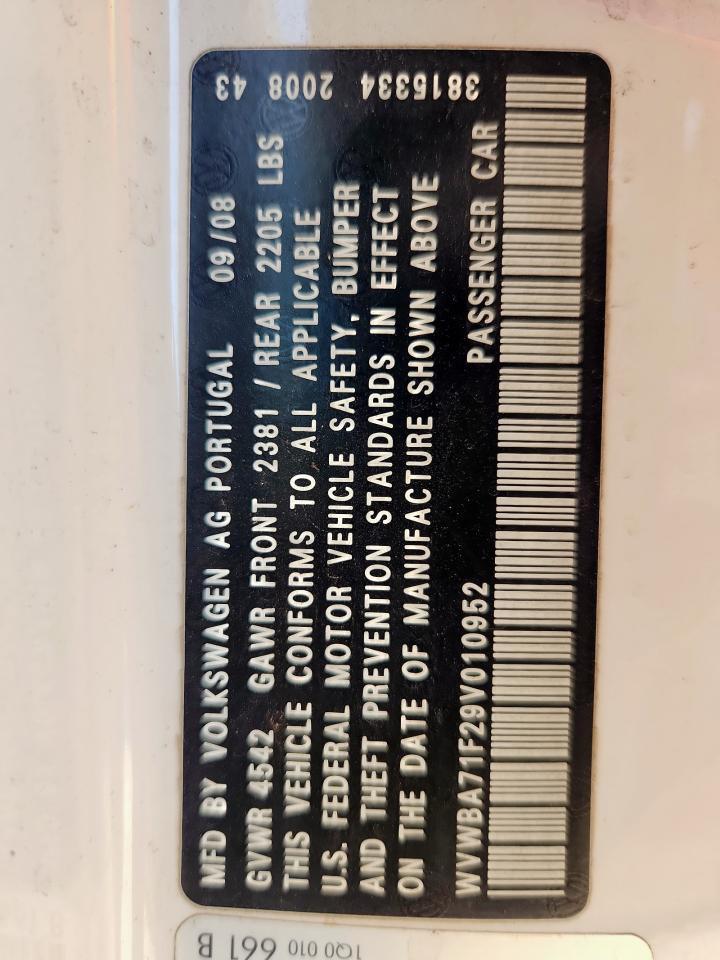 MFD BY VOLKSWAGEN AG PORTUGAL 09/08
GVWR 4542 GAWR FRONT 2381 / REAR 2205 LBS
THIS VEHICLE CONFORMS TO ALL APPLICABLE
U.S. FEDERAL MOTOR VEHICLE SAFETY, BUMPER
AND THEFT PREVENTION STANDARDS IN EFFECT
ON THE DATE OF MANUFACTURE SHOWN ABOVE
WVWBA71F29V010952 PASSENGER CAR
43 2008 3815334
1Q0 010 661 B